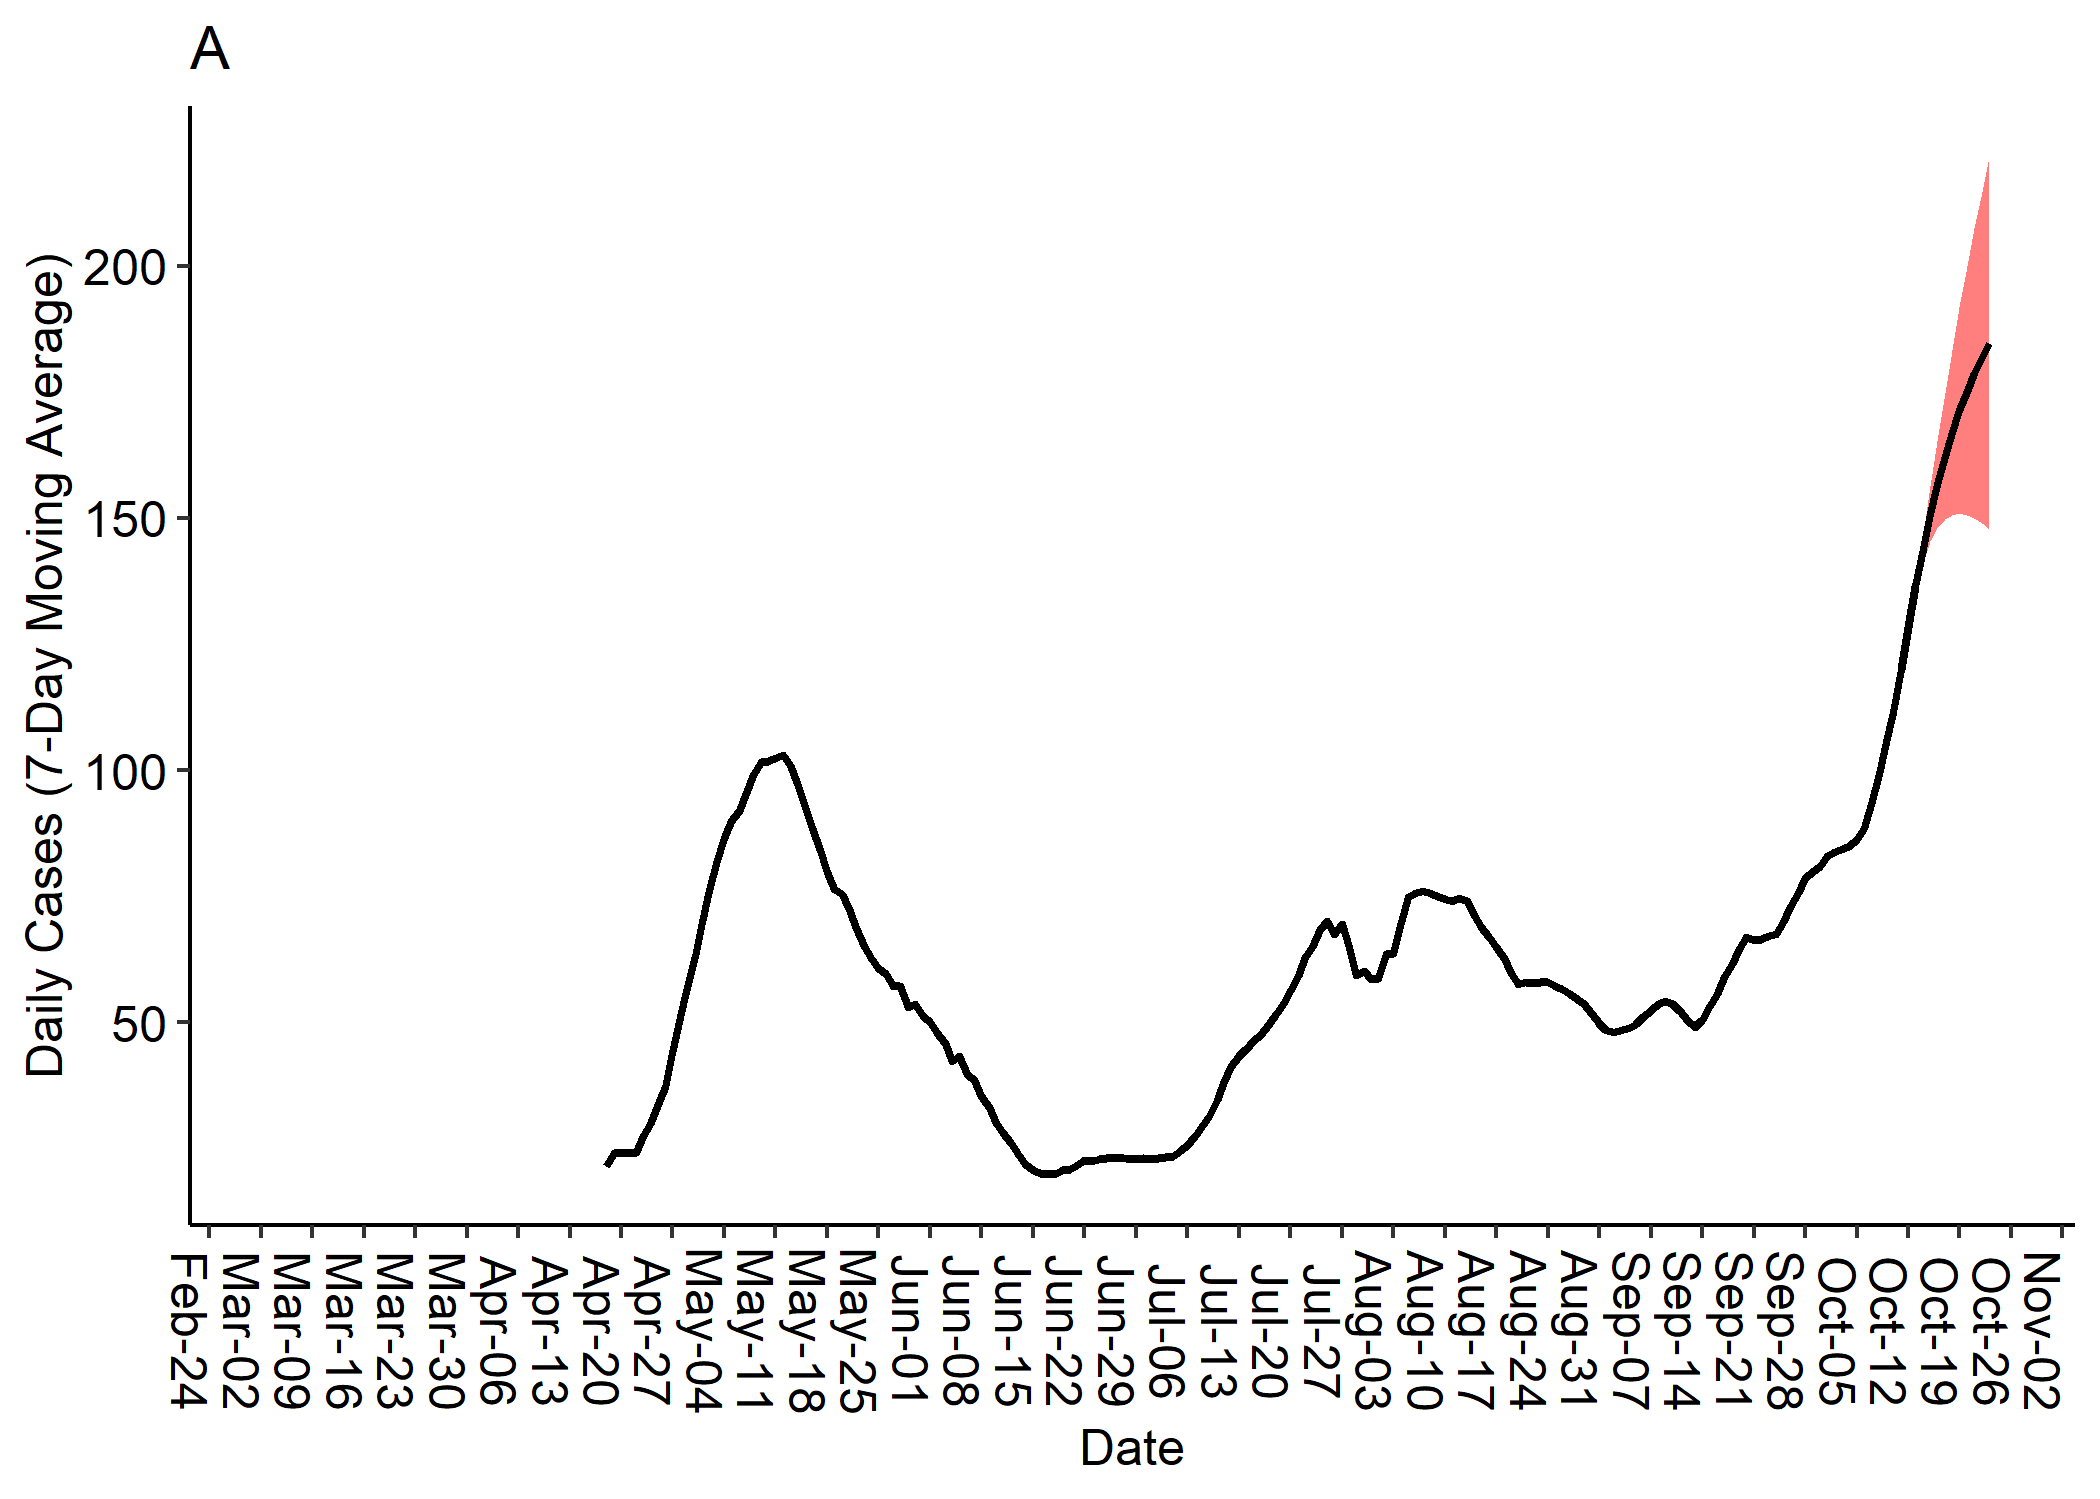 A
Daily Cases (7-Day Moving Average)
200
150
100
50
Feb-24
Mar-02
Mar-09
Mar-16
Mar-23
Mar-30
Apr-06
Apr-13
Apr-20
Apr-27
May-04
May-11
May-18
May-25
Jun-01
Jun-08
Jun-15
Jun-22
Jun-29
Jul-06
Jul-13
Jul-20
Jul-27
Aug-03
Aug-10
Aug-17
Aug-24
Aug-31
Sep-07
Sep-14
Sep-21
Sep-28
Oct-05
Oct-12
Oct-19
Oct-26
Nov-02
Date